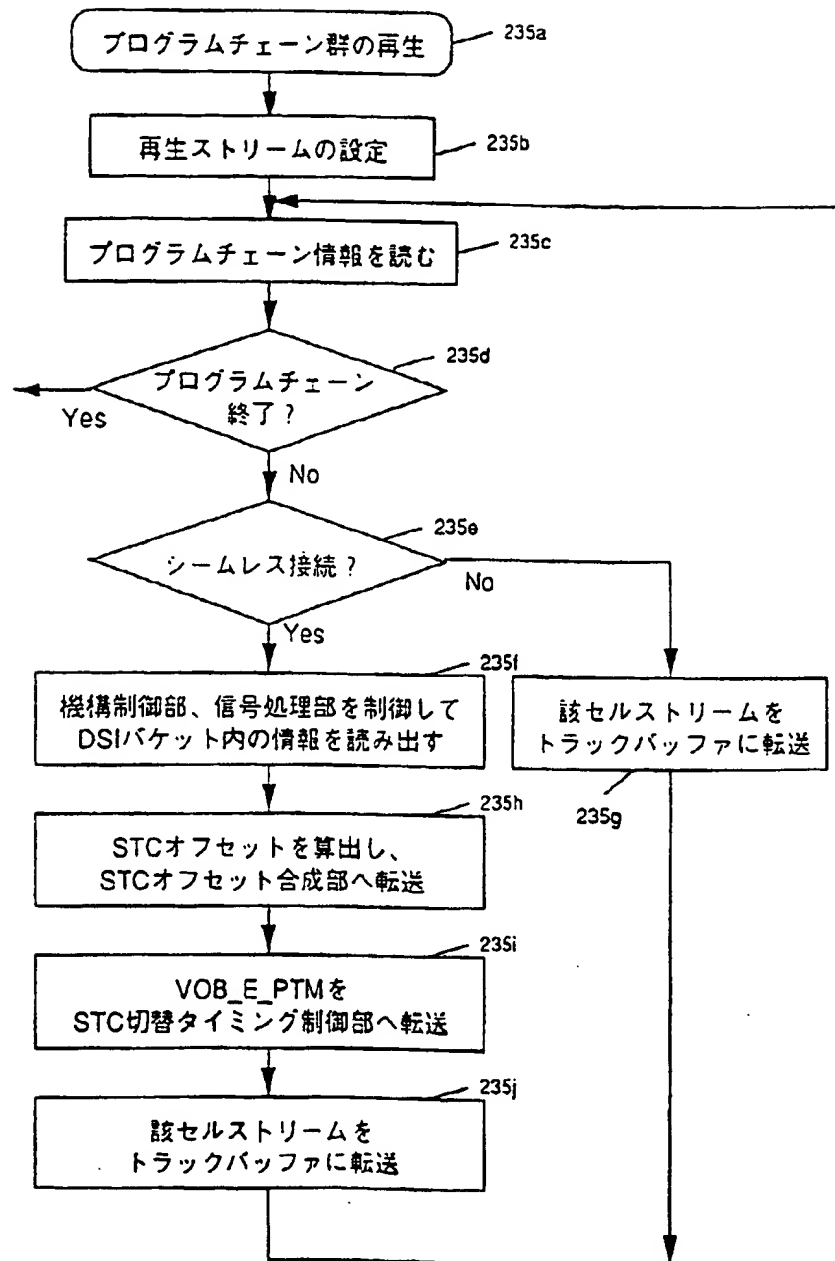 プログラムチェーン群の再生
235a
再生ストリームの設定
235b
プログラムチェーン情報を読む
235c
プログラムチェーン
終了？
235d
Yes
No
シームレス接続？
235e
No
Yes
機構制御部、信号処理部を制御して
DSIパケット内の情報を読み出す
235f
該セルストリームを
トラックバッファに転送
235g
STCオフセットを算出し、
STCオフセット合成部へ転送
235h
VOB_E_PTMを
STC切替タイミング制御部へ転送
235i
該セルストリームを
トラックバッファに転送
235j